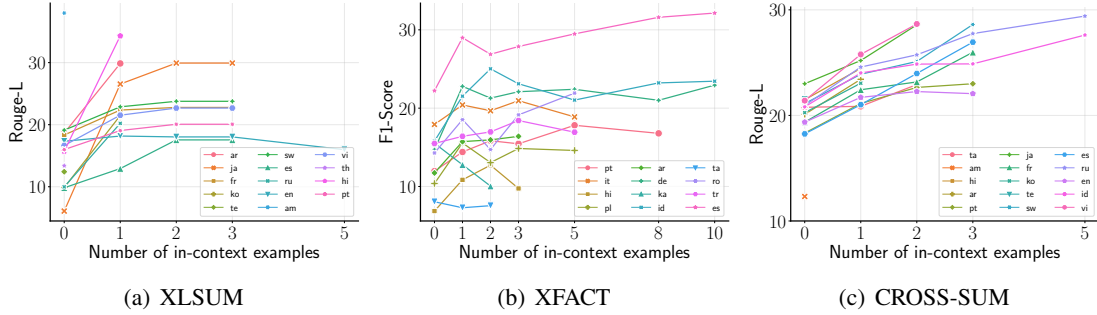 30
20
10
0
1
2
3
5
Rouge-L
Number of in-context examples
ar
ja
fr
ko
te
sw
es
ru
en
am
vi
th
hi
pt
(a) XLSUM
30
20
10
0
1
2
3
5
8
10
F1-Score
Number of in-context examples
pt
it
hi
pl
ar
de
ka
id
ta
ro
tr
es
(b) XFACT
30
20
10
0
1
2
3
5
Rouge-L
Number of in-context examples
ta
am
hi
ar
pt
ja
fr
ko
te
sw
es
ru
en
id
vi
(c) CROSS-SUM